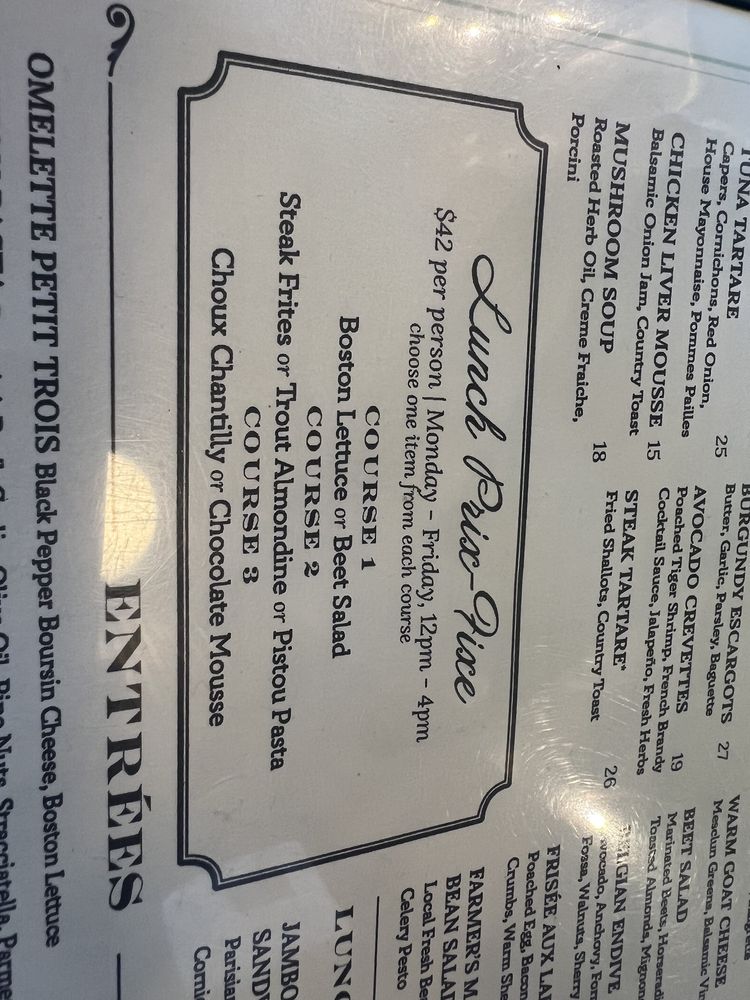 TUNA TARTARE
Capers, Cornichons, Red Onion,
House Mayonnaise, Pommes Pailles 25
CHICKEN LIVER MOUSSE 15
Balsamic Onion Jam, Country Toast
MUSHROOM SOUP 18
Roasted Herb Oil, Creme Fraiche,
Porcini
BURGUNDY ESCARGOTS 27
Butter, Garlic, Parsley, Baguette
AVOCADO CREVETTES 19
Poached Tiger Shrimp, French Brandy
Cocktail Sauce, Jalapeño, Fresh Herbs
STEAK TARTARE* 26
Fried Shallots, Country Toast
WARM GOAT CHEESE
Mesclun Greens, Balsamic
BEET SALAD
Marinated Beets,
Toasted Almonds,
BELGIAN ENDIVE
Avocado, Anchovy,
Fossa, Walnuts, Sherry
FRISÉE AUX
Poached Egg, Bacon
Crumbs, Warm
FARMER'S
BEAN
Local Fresh
Celery Pesto
Lunch Prix-Fixe
$42 per person | Monday - Friday, 12pm - 4pm
choose one item from each course
COURSE 1
Boston Lettuce or Beet Salad
COURSE 2
Steak Frites or Trout Almondine or Pistou Pasta
COURSE 3
Choux Chantilly or Chocolate Mousse
ENTRÉES
OMELETTE PETIT TROIS Black Pepper Boursin Cheese, Boston Lettuce
Olive Oil, Pine Nuts, Stracciatella,